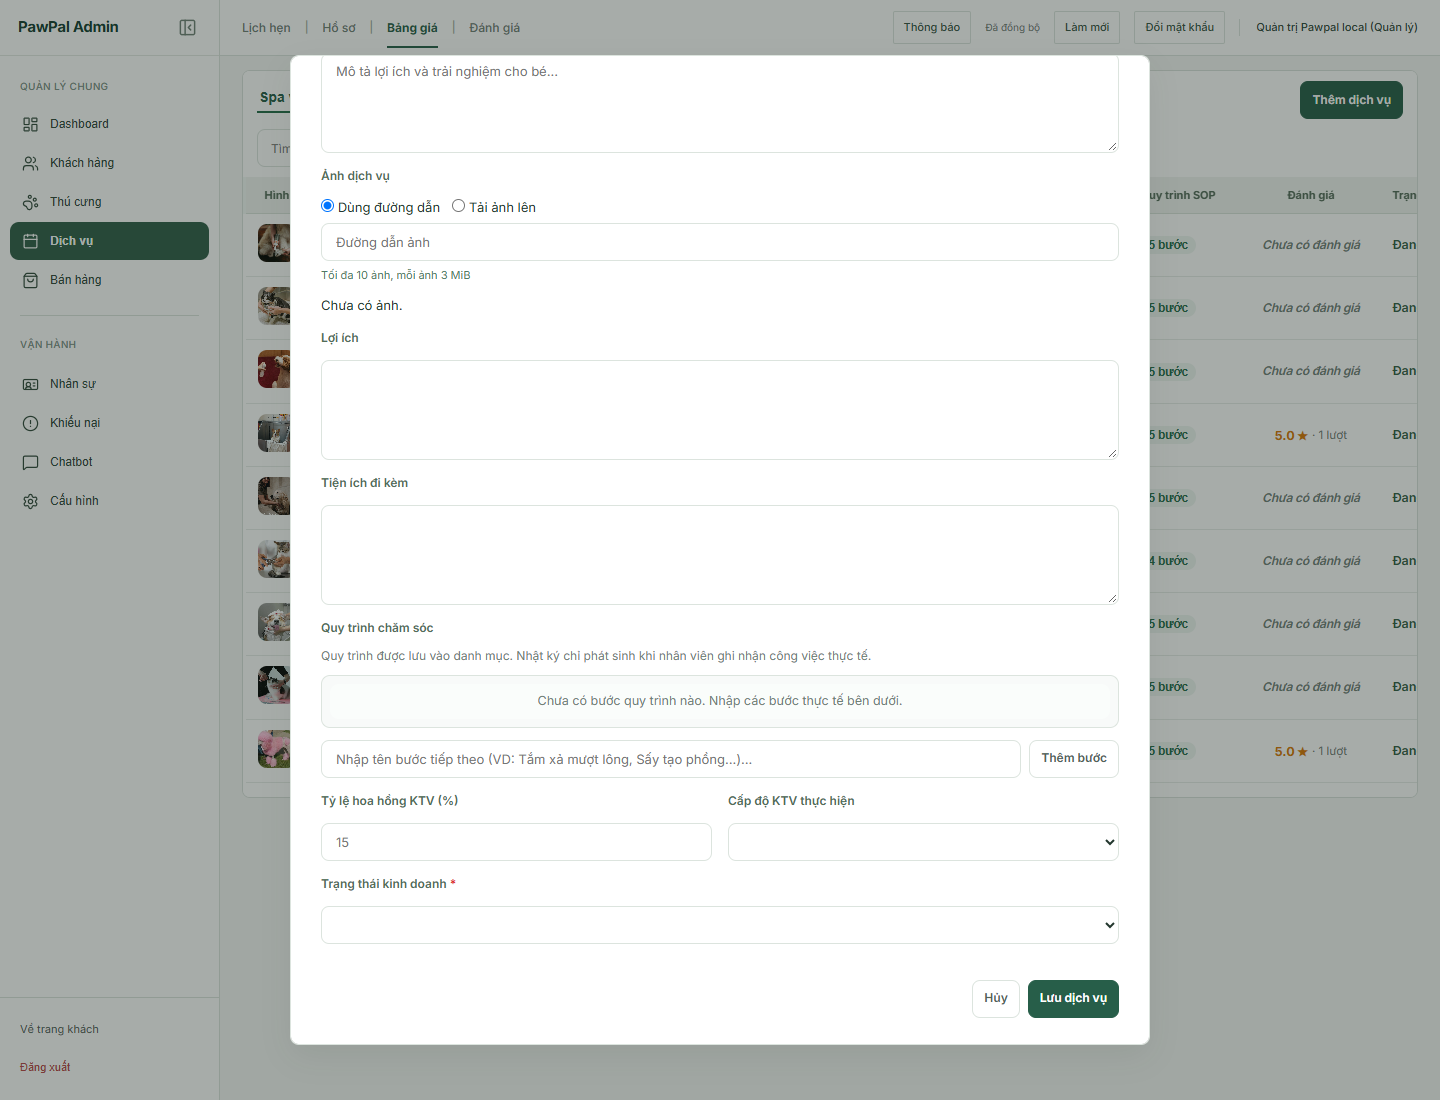 PawPal Admin
Lịch hẹn | Hồ sơ | Bảng giá | Đánh giá
Thông báo
Đã đồng bộ
Làm mới
Đổi mật khẩu
Quản trị Pawpal local (Quản lý)
QUẢN LÝ CHUNG
Dashboard
Khách hàng
Thú cưng
Dịch vụ
Bán hàng
VẬN HÀNH
Nhân sự
Khiếu nại
Chatbot
Cấu hình
Về trang khách
Đăng xuất
Spa
Thêm dịch vụ
Tìm
Hình
uy trình SOP
Đánh giá
Trạn
5 bước
Chưa có đánh giá
Đan
5 bước
Chưa có đánh giá
Đan
5 bước
Chưa có đánh giá
Đan
5 bước
5.0 ★ · 1 lượt
Đan
5 bước
Chưa có đánh giá
Đan
4 bước
Chưa có đánh giá
Đan
5 bước
Chưa có đánh giá
Đan
5 bước
Chưa có đánh giá
Đan
5 bước
5.0 ★ · 1 lượt
Đan
Mô tả lợi ích và trải nghiệm cho bé...
Ảnh dịch vụ
Dùng đường dẫn
Tải ảnh lên
Đường dẫn ảnh
Tối đa 10 ảnh, mỗi ảnh 3 MiB
Chưa có ảnh.
Lợi ích
Tiện ích đi kèm
Quy trình chăm sóc
Quy trình được lưu vào danh mục. Nhật ký chỉ phát sinh khi nhân viên ghi nhận công việc thực tế.
Chưa có bước quy trình nào. Nhập các bước thực tế bên dưới.
Nhập tên bước tiếp theo (VD: Tắm xả mượt lông, Sấy tạo phồng...)...
Thêm bước
Tỷ lệ hoa hồng KTV (%)
Cấp độ KTV thực hiện
15
Trạng thái kinh doanh *
Hủy
Lưu dịch vụ